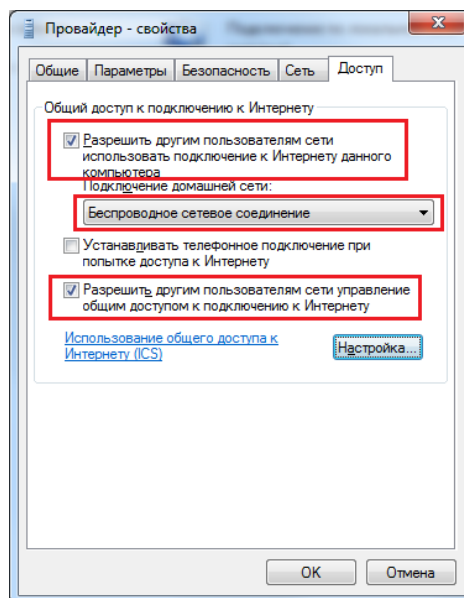 Провайдер - свойства
Общие Параметры Безопасность Сеть Доступ
Общий доступ к подключению к Интернету
Разрешить другим пользователям сети
использовать подключение к Интернету данного
компьютера
Подключение домашней сети:
Беспроводное сетевое соединение
Устанавливать телефонное подключение при
попытке доступа к Интернету
Разрешить другим пользователям сети управление
общим доступом к подключению к Интернету
Использование общего доступа к
Интернету (ICS)
Настройка...
OK Отмена